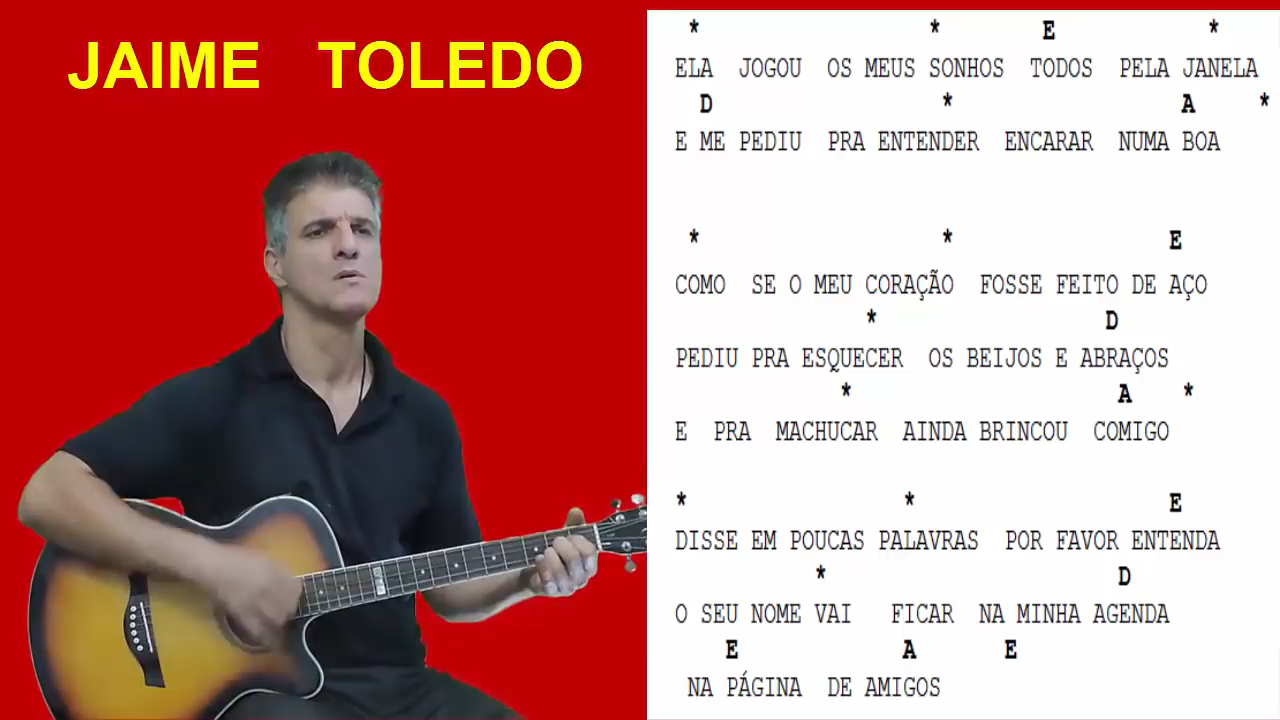 JAIME TOLEDO
* * E *
ELA JOGOU OS MEUS SONHOS TODOS PELA JANELA
D * A *
E ME PEDIU PRA ENTENDER ENCARAR NUMA BOA
* * E
COMO SE O MEU CORAÇÃO FOSSE FEITO DE AÇO
* D
PEDIU PRA ESQUECER OS BEIJOS E ABRAÇOS
* A *
E PRA MACHUCAR AINDA BRINCOU COMIGO
* * E
DISSE EM POUCAS PALAVRAS POR FAVOR ENTENDA
* D
O SEU NOME VAI FICAR NA MINHA AGENDA
E A E
NA PÁGINA DE AMIGOS